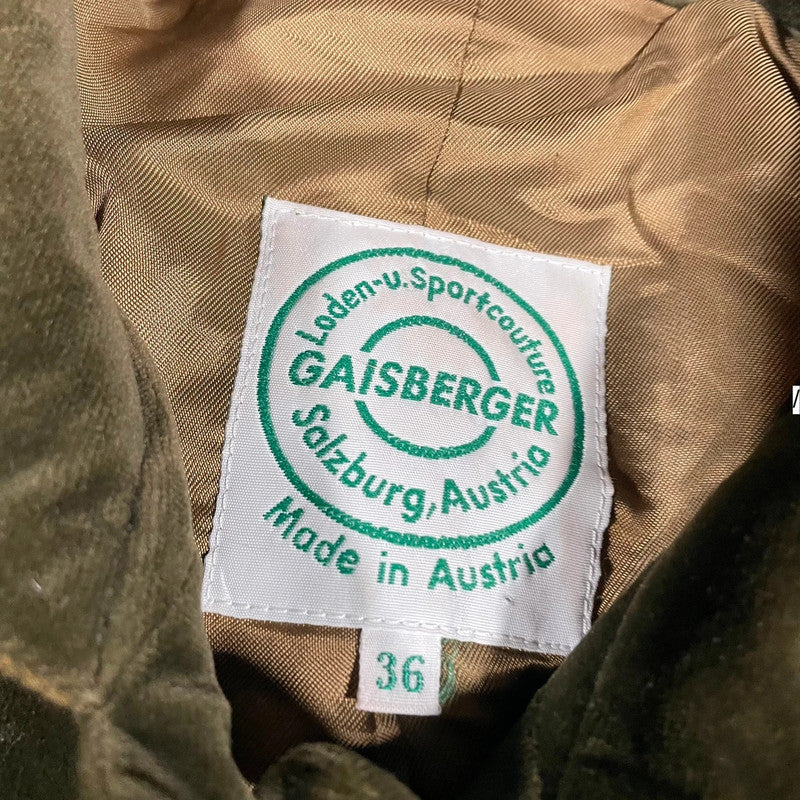 Loden-u.Sportcouture
GAISBERGER
Salzburg, Austria
Made in Austria
36